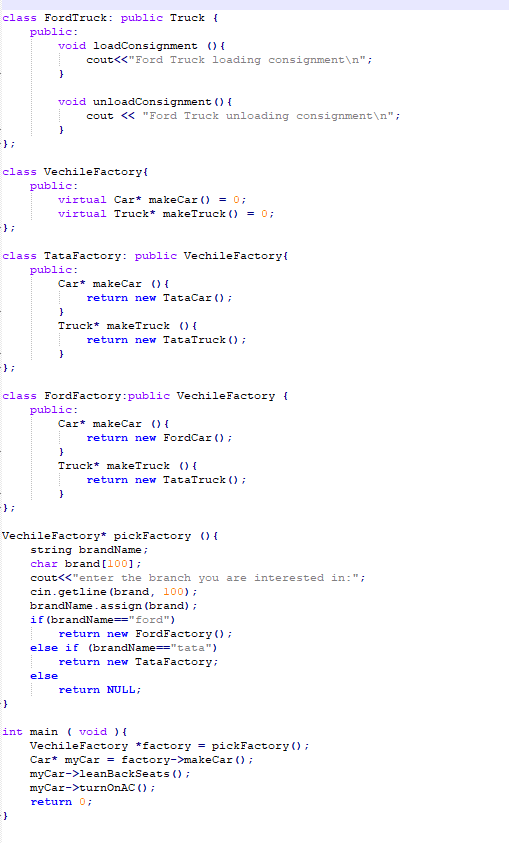 class FordTruck: public Truck {
    public:
        void loadConsignment (){
            cout<<"Ford Truck loading consignment\n";
        }

        void unloadConsignment(){
            cout << "Ford Truck unloading consignment\n";
        }
};

class VechileFactory{
    public:
        virtual Car* makeCar() = 0;
        virtual Truck* makeTruck() = 0;
};

class TataFactory: public VechileFactory{
    public:
        Car* makeCar (){
            return new TataCar();
        }
        Truck* makeTruck (){
            return new TataTruck();
        }
};

class FordFactory:public VechileFactory {
    public:
        Car* makeCar (){
            return new FordCar();
        }
        Truck* makeTruck (){
            return new TataTruck();
        }
};

VechileFactory* pickFactory (){
    string brandName;
    char brand[100];
    cout<<"enter the branch you are interested in:";
    cin.getline(brand, 100);
    brandName.assign(brand);
    if(brandName=="ford")
        return new FordFactory();
    else if (brandName=="tata")
        return new TataFactory;
    else
        return NULL;
}

int main ( void ){
    VechileFactory *factory = pickFactory();
    Car* myCar = factory->makeCar();
    myCar->leanBackSeats();
    myCar->turnOnAC();
    return 0;
}